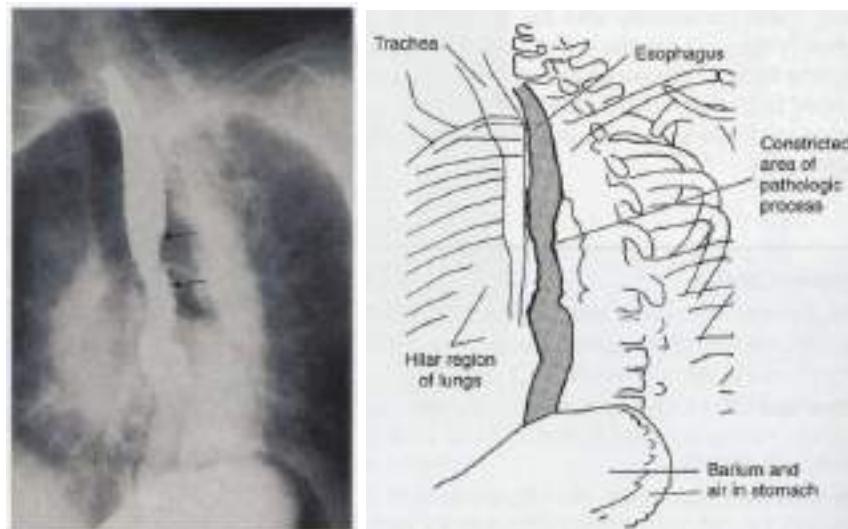 Trachea
Esophagus
Constricted
area of
pathologic
process
Hilar region
of lungs
Barium and
air in stomach